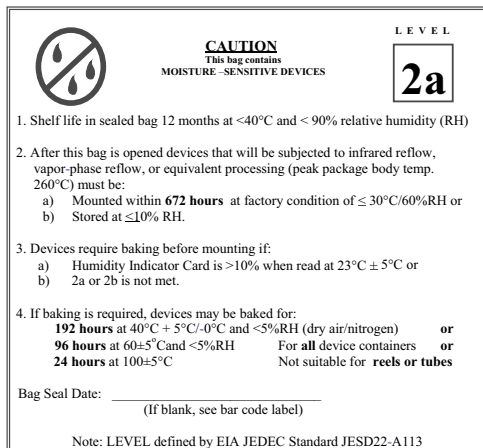 LEVEL
CAUTION
This bag contains
MOISTURE –SENSITIVE DEVICES
2a
1. Shelf life in sealed bag 12 months at <40°C and < 90% relative humidity (RH)
2. After this bag is opened devices that will be subjected to infrared reflow,
vapor-phase reflow, or equivalent processing (peak package body temp.
260°C) must be:
a) Mounted within 672 hours at factory condition of ≤ 30°C/60%RH or
b) Stored at ≤10% RH.
3. Devices require baking before mounting if:
a) Humidity Indicator Card is >10% when read at 23°C ± 5°C or
b) 2a or 2b is not met.
4. If baking is required, devices may be baked for:
192 hours at 40°C + 5°C/-0°C and <5%RH (dry air/nitrogen) or
96 hours at 60±5°Cand <5%RH For all device containers or
24 hours at 100±5°C Not suitable for reels or tubes
Bag Seal Date: ______________________________
(If blank, see bar code label)
Note: LEVEL defined by EIA JEDEC Standard JESD22-A113